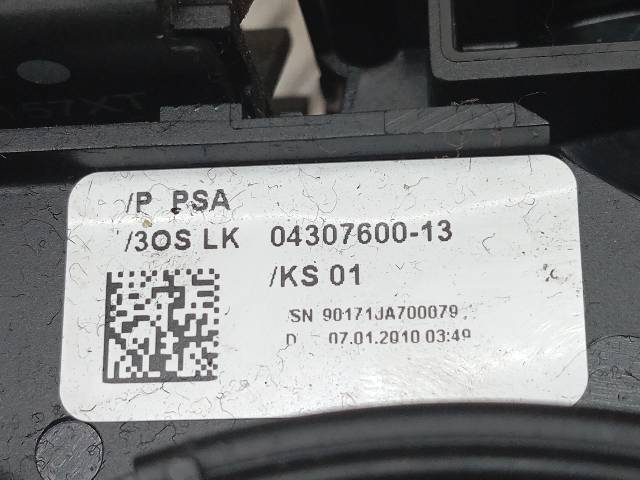 /P PSA
/3OS LK 04307600-13
/KS 01
SN 90171JA700079
D 07.01.2010 03:49